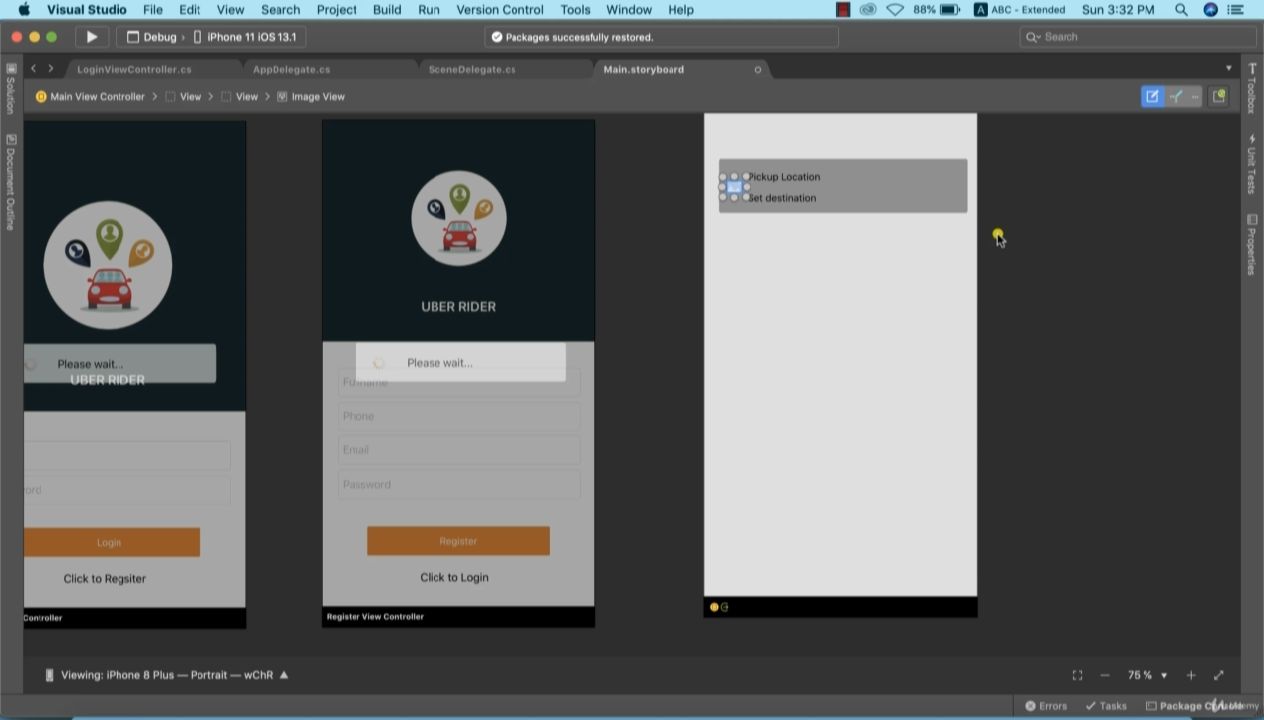 Visual Studio File Edit View Search Project Build Run Version Control Tools Window Help 88% A ABC - Extended Sun 3:32 PM
Debug › iPhone 11 iOS 13.1 Packages successfully restored. Search
LoginViewController.cs AppDelegate.cs SceneDelegate.cs Main.storyboard
Main View Controller > View > View > Image View
Solution
Document Outline
Toolbox
Unit Tests
Properties
Please wait...
UBER RIDER
ord
Login
Click to Regsiter
Controller
UBER RIDER
Please wait...
Fullname
Phone
Email
Password
Register
Click to Login
Register View Controller
Pickup Location
Set destination
Viewing: iPhone 8 Plus — Portrait — wChR 75 %
Errors Tasks Package Console